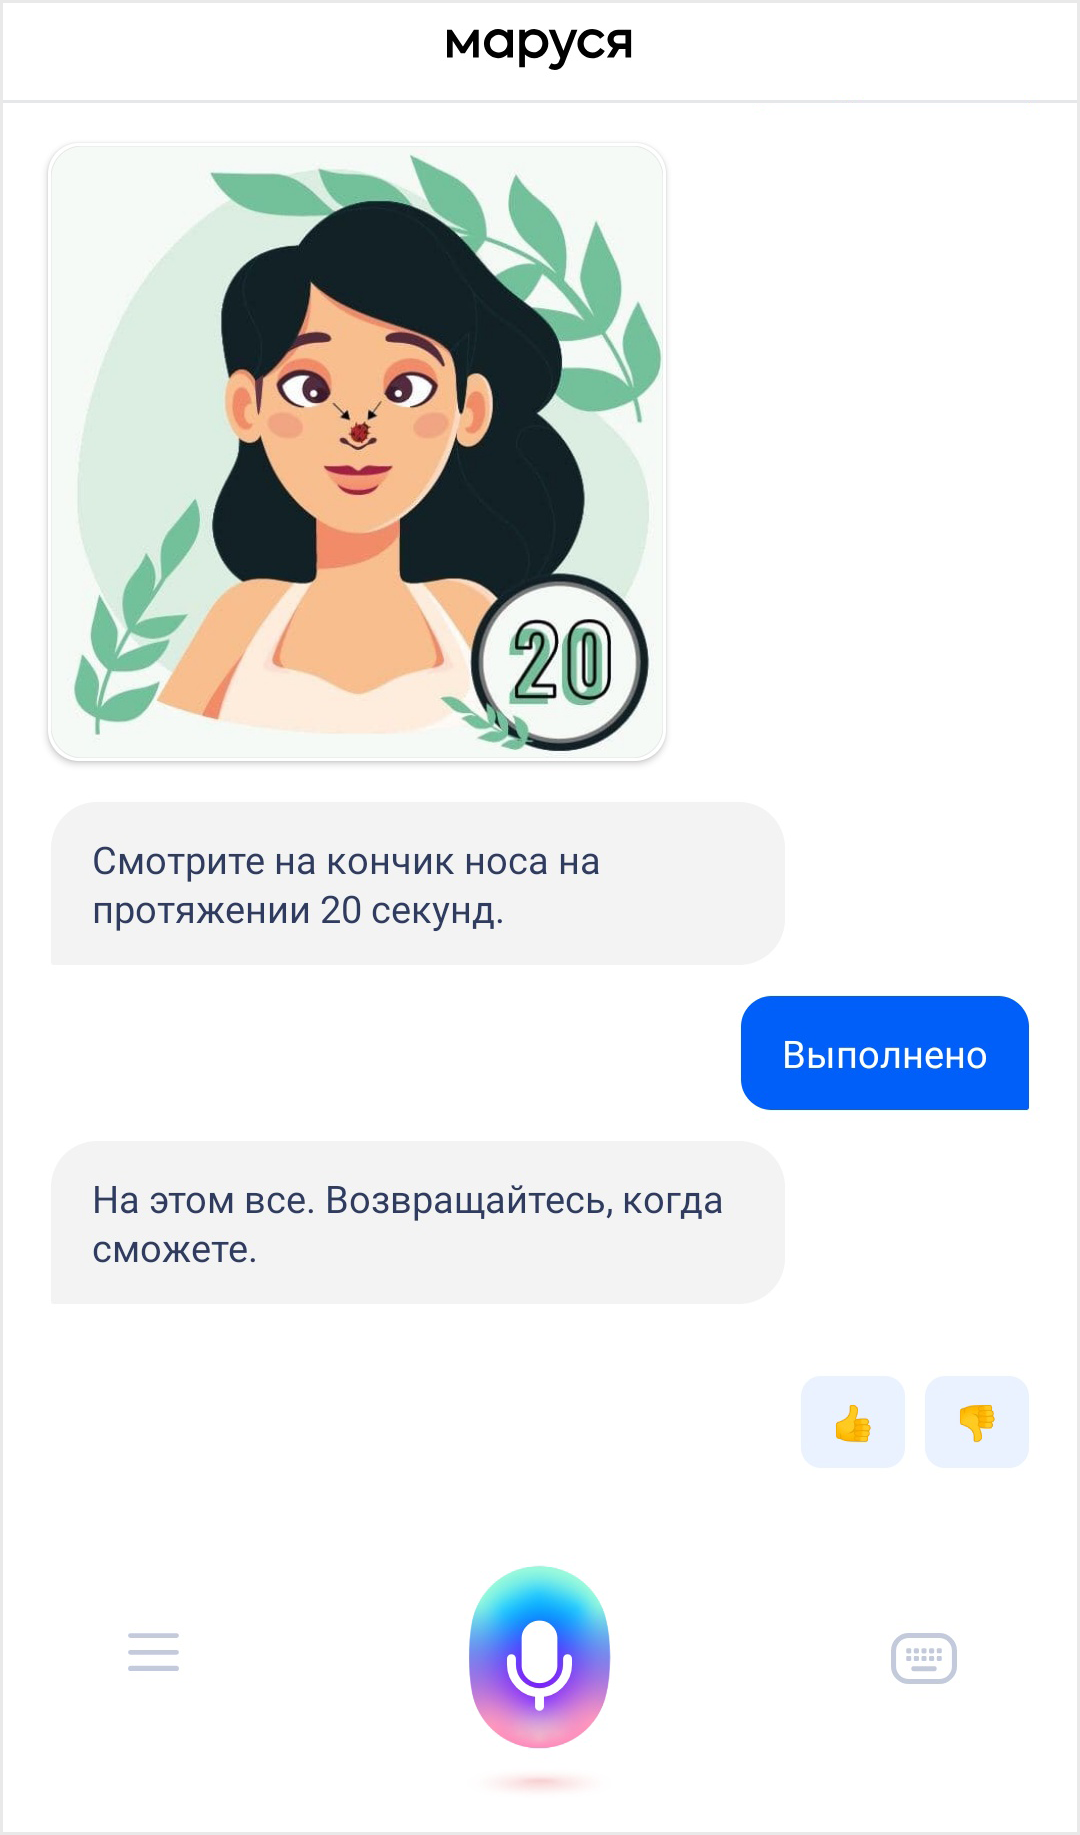 маруся
20
Смотрите на кончик носа на
протяжении 20 секунд.
Выполнено
На этом все. Возвращайтесь, когда
сможете.